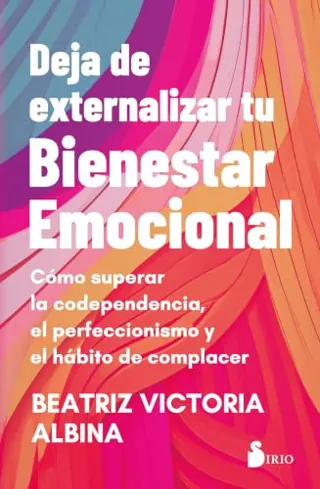 Deja de
externalizar tu
Bienestar
Emocional
Cómo superar
la codependencia,
el perfeccionismo y
el hábito de complacer
BEATRIZ VICTORIA
ALBINA
SIRIO